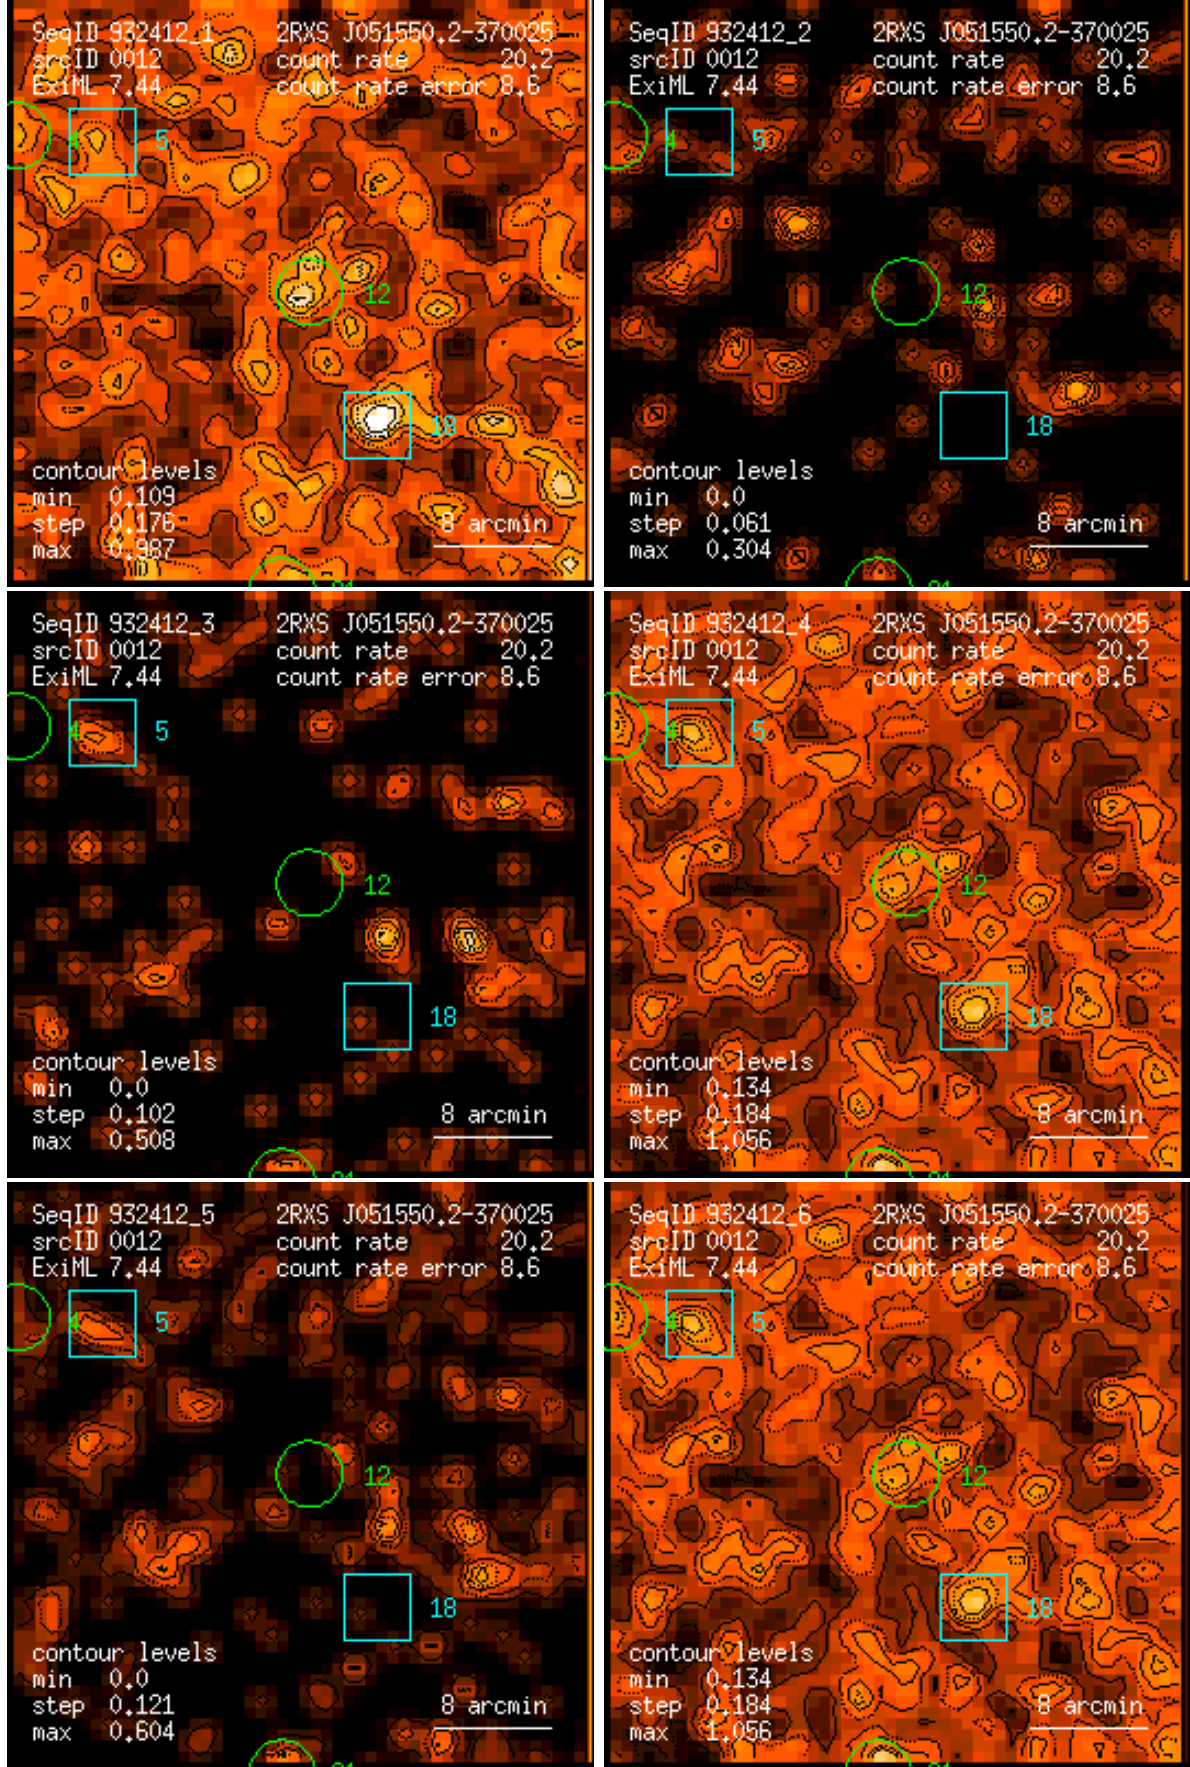 SeqID 932412_1 2RXS J051550.2-370025
srcID 0012 count rate 20.2
ExiML 7.44 count rate error 8.6
4 5
12
18
contour levels
min 0.109
step 0.176 8 arcmin
max 0.987
SeqID 932412_2 2RXS J051550.2-370025
srcID 0012 count rate 20.2
ExiML 7.44 count rate error 8.6
4 5
12
18
contour levels
min 0.0
step 0.061 8 arcmin
max 0.304
SeqID 932412_3 2RXS J051550.2-370025
srcID 0012 count rate 20.2
ExiML 7.44 count rate error 8.6
4 5
12
18
contour levels
min 0.0
step 0.102 8 arcmin
max 0.508
SeqID 932412_4 2RXS J051550.2-370025
srcID 0012 count rate 20.2
ExiML 7.44 count rate error 8.6
4 5
12
18
contour levels
min 0.134
step 0.184 8 arcmin
max 1.056
SeqID 932412_5 2RXS J051550.2-370025
srcID 0012 count rate 20.2
ExiML 7.44 count rate error 8.6
4 5
12
18
contour levels
min 0.0
step 0.121 8 arcmin
max 0.604
SeqID 932412_6 2RXS J051550.2-370025
srcID 0012 count rate 20.2
ExiML 7.44 count rate error 8.6
4 5
12
18
contour levels
min 0.134
step 0.184 8 arcmin
max 1.056